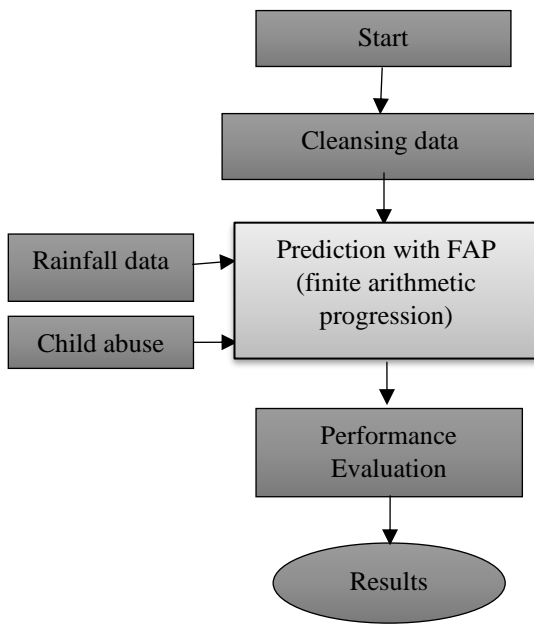 Start
Cleansing data
Prediction with FAP
(finite arithmetic
progression)
Rainfall data
Child abuse
Performance
Evaluation
Results